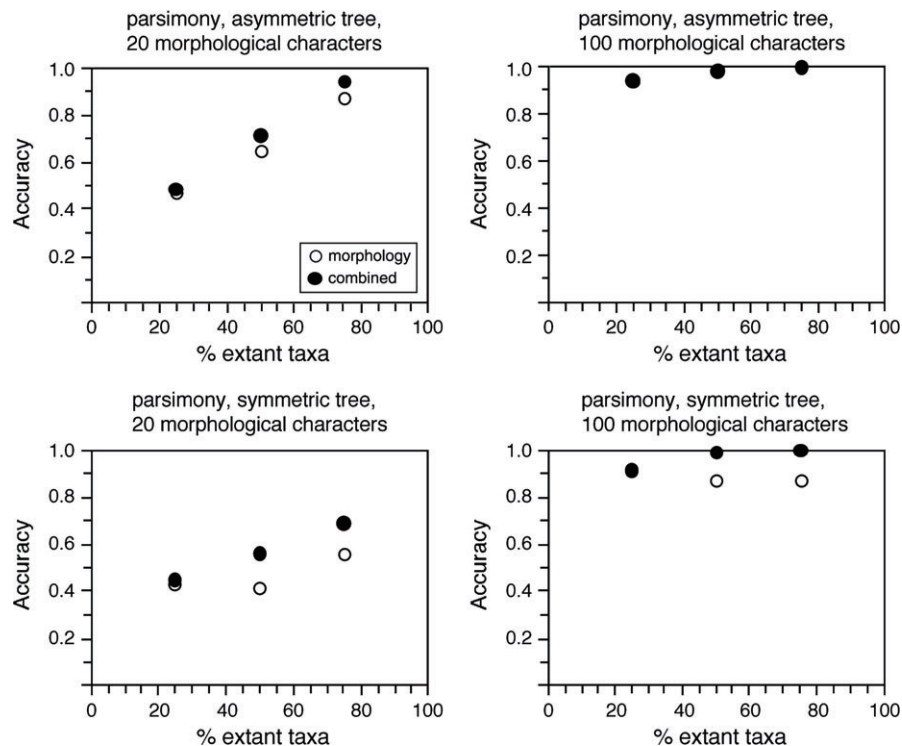 parsimony, asymmetric tree,
20 morphological characters
1.0
0.8
0.6
0.4
0.2
Accuracy
morphology
combined
0 20 40 60 80 100
% extant taxa
parsimony, asymmetric tree,
100 morphological characters
1.0
0.8
0.6
0.4
0.2
Accuracy
0 20 40 60 80 100
% extant taxa
parsimony, symmetric tree,
20 morphological characters
1.0
0.8
0.6
0.4
0.2
Accuracy
0 20 40 60 80 100
% extant taxa
parsimony, symmetric tree,
100 morphological characters
1.0
0.8
0.6
0.4
0.2
Accuracy
0 20 40 60 80 100
% extant taxa